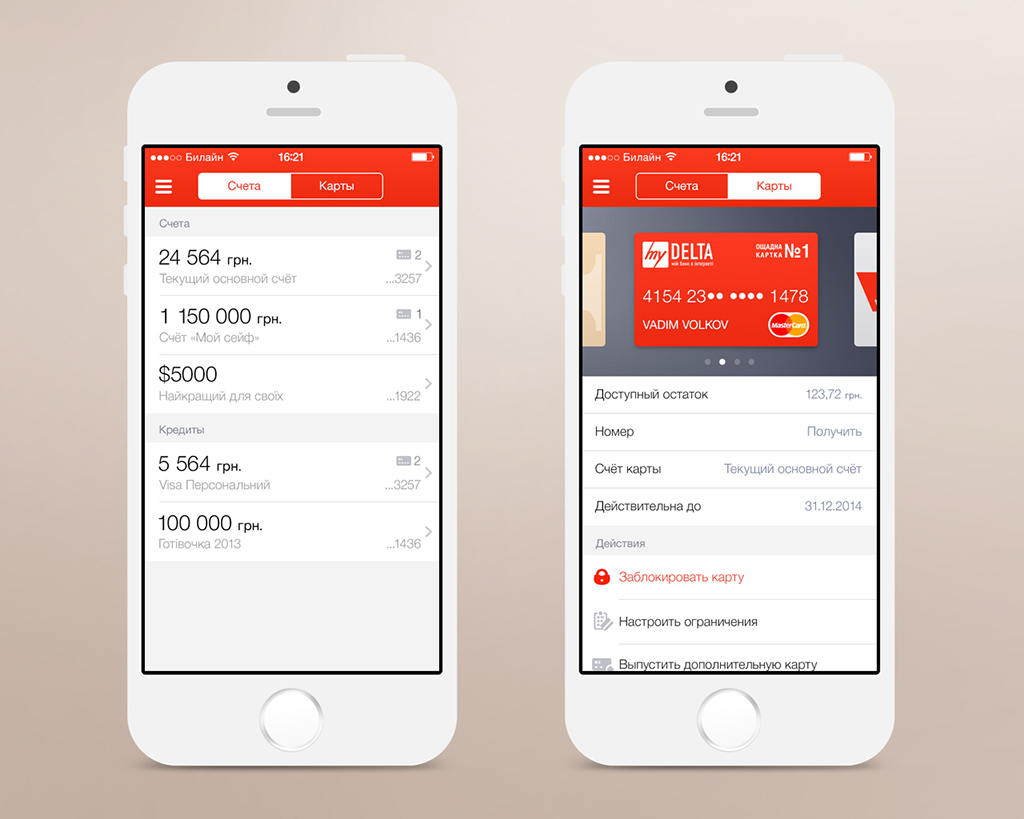 Билайн 16:21
Счета Карты
Счета
24 564 грн. 2
Текущий основной счёт ...3257
1 150 000 грн. 1
Счёт «Мой сейф» ...1436
$5000
Найкращий для своїх ...1922
Кредиты
5 564 грн. 2
Visa Персональний ...3257
100 000 грн.
Готівочка 2013 ...1436
Билайн 16:21
Счета Карты
my DELTA
мій банк в інтернеті
ОЩАДНА
КАРТКА №1
4154 23•• •••• 1478
VADIM VOLKOV
MasterCard
Доступный остаток 123,72 грн.
Номер Получить
Счёт карты Текущий основной счёт
Действительна до 31.12.2014
Действия
Заблокировать карту
Настроить ограничения
Выпустить дополнительную карту